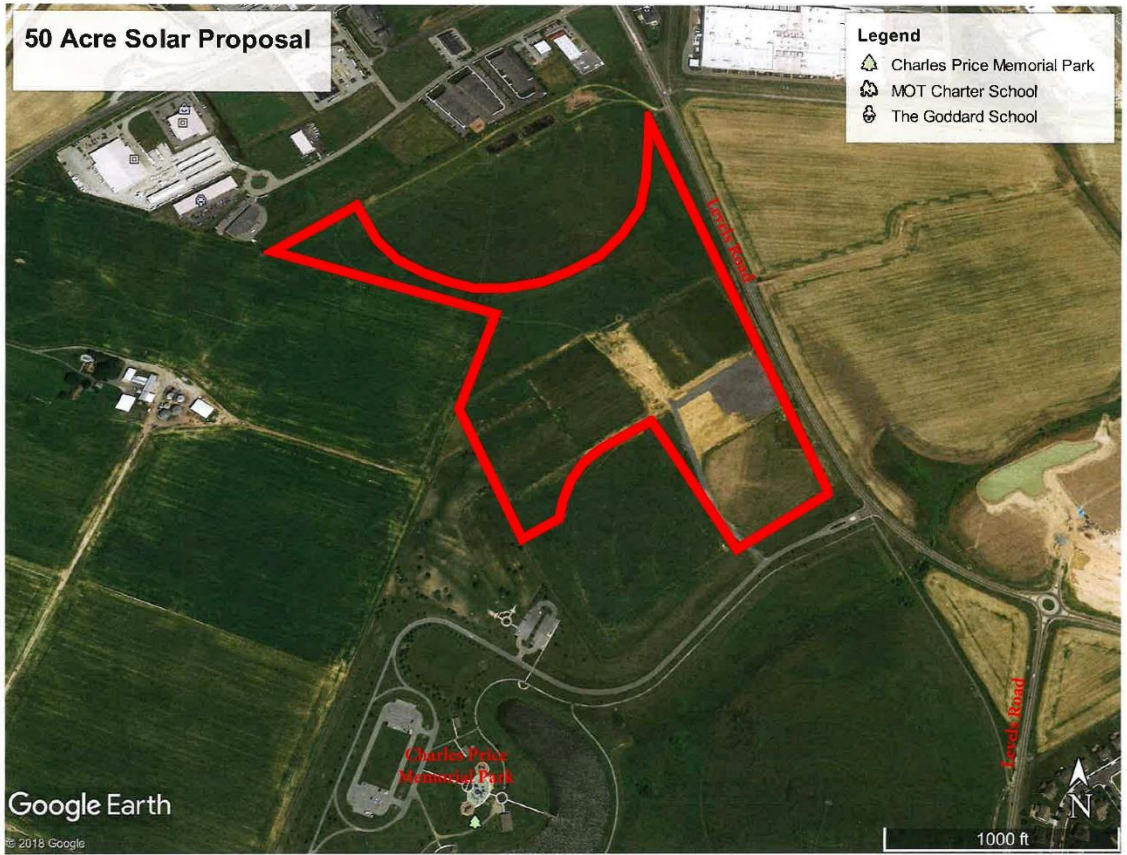 50 Acre Solar Proposal
Legend
Charles Price Memorial Park
MOT Charter School
The Goddard School
Levels Road
Levels Road
Charles Price
Memorial Park
Google Earth
© 2018 Google
N
1000 ft